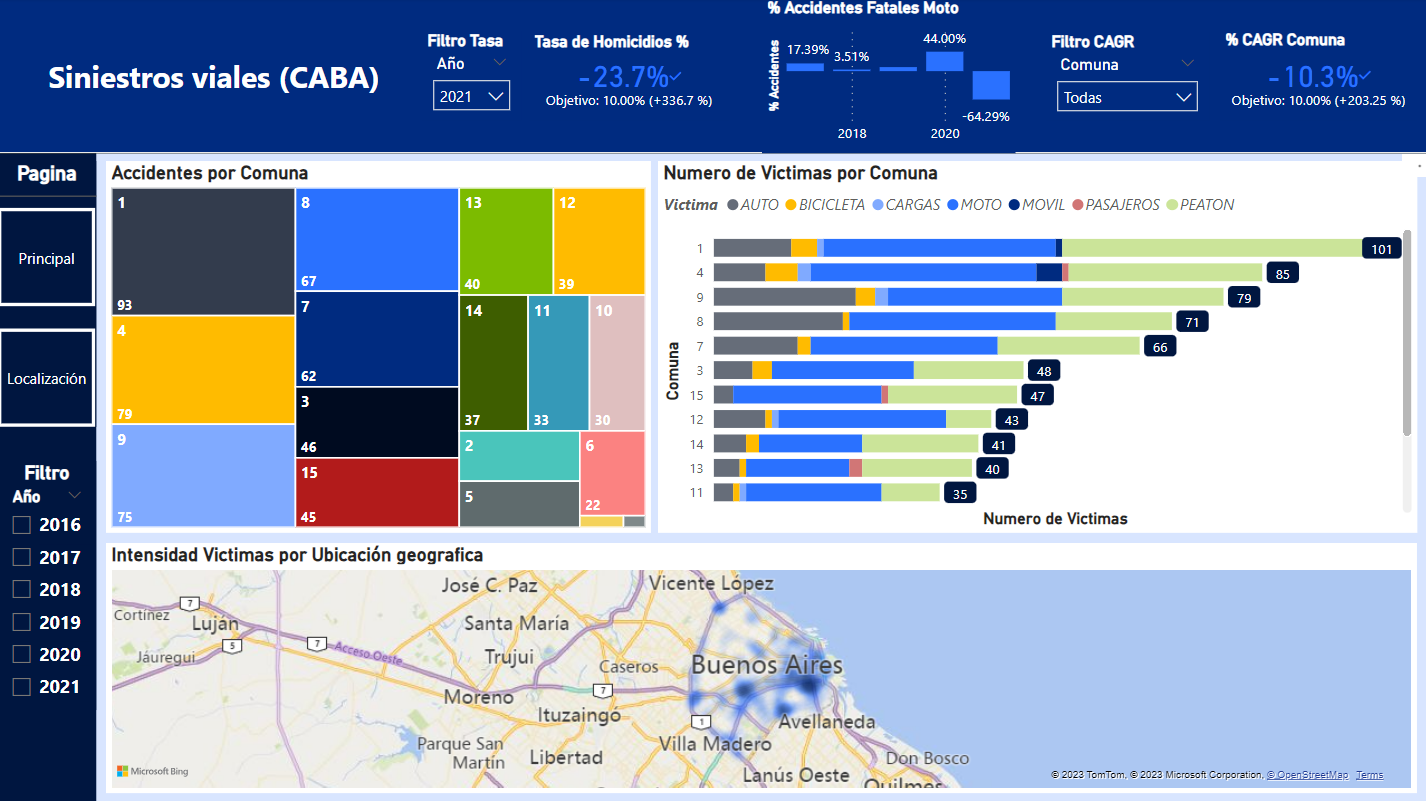 Siniestros viales (CABA)
Filtro Tasa
Año
2021
Tasa de Homicidios %
-23.7%
Objetivo: 10.00% (+336.7 %)
% Accidentes Fatales Moto
% Accidentes
17.39%
3.51%
44.00%
-64.29%
2018
2020
Filtro CAGR
Comuna
Todas
% CAGR Comuna
-10.3%
Objetivo: 10.00% (+203.25 %)
Pagina
Principal
Localización
Filtro
Año
2016
2017
2018
2019
2020
2021
Accidentes por Comuna
1
93
4
79
9
75
8
67
7
62
3
46
15
45
13
40
12
39
14
37
11
33
10
30
2
5
6
22
Numero de Victimas por Comuna
Victima AUTO BICICLETA CARGAS MOTO MOVIL PASAJEROS PEATON
Comuna
1 101
4 85
9 79
8 71
7 66
3 48
15 47
12 43
14 41
13 40
11 35
Numero de Victimas
Intensidad Victimas por Ubicación geografica
José C. Paz
Vicente López
Cortínez
7
Luján
Santa María
5
7
Acceso Oeste
Jáuregui
Trujui
Caseros
Buenos Aires
Moreno
7
Ituzaingó
1
Avellaneda
Parque San
Martín
Libertad
Villa Madero
Don Bosco
Lanús Oeste
Quilmes
Microsoft Bing
© 2023 TomTom, © 2023 Microsoft Corporation, © OpenStreetMap Terms